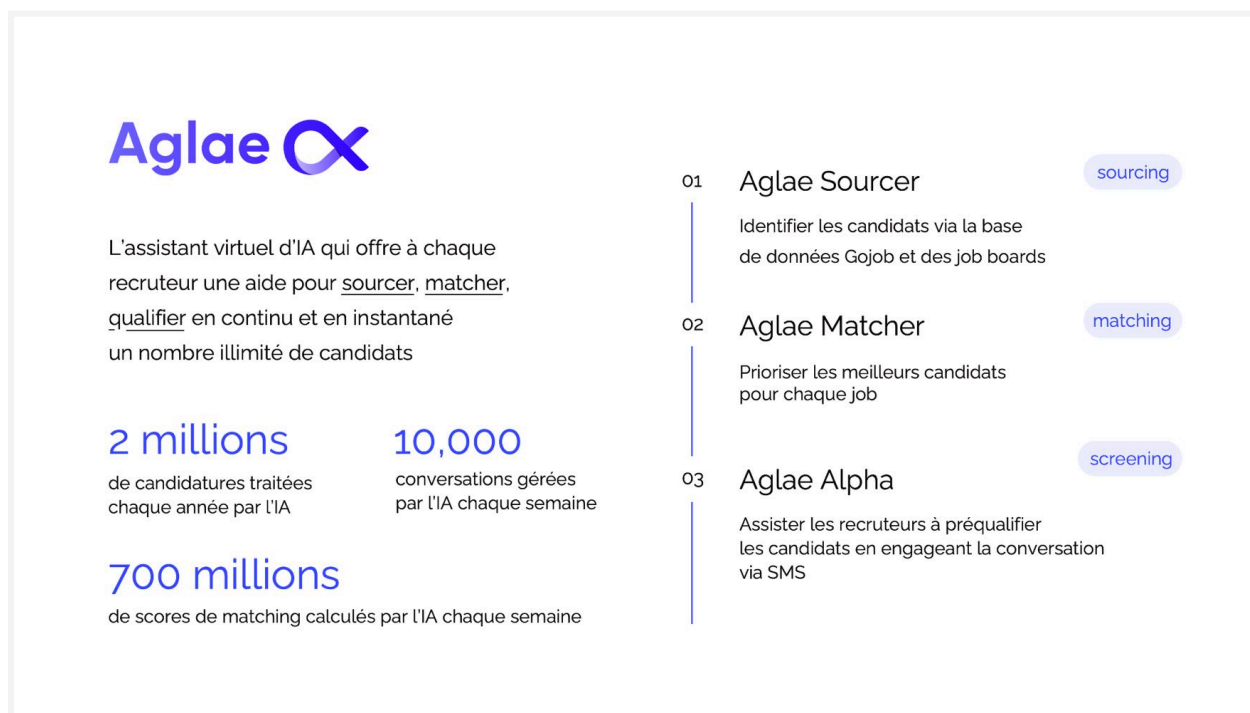 Aglae
L'assistant virtuel d'IA qui offre à chaque
recruteur une aide pour sourcer, matcher,
qualifier en continu et en instantané
un nombre illimité de candidats
2 millions
de candidatures traitées
chaque année par l'IA
10,000
conversations gérées
par l'IA chaque semaine
700 millions
de scores de matching calculés par l'IA chaque semaine
01
Aglae Sourcer
sourcing
Identifier les candidats via la base
de données Gojob et des job boards
02
Aglae Matcher
matching
Prioriser les meilleurs candidats
pour chaque job
03
Aglae Alpha
screening
Assister les recruteurs à préqualifier
les candidats en engageant la conversation
via SMS